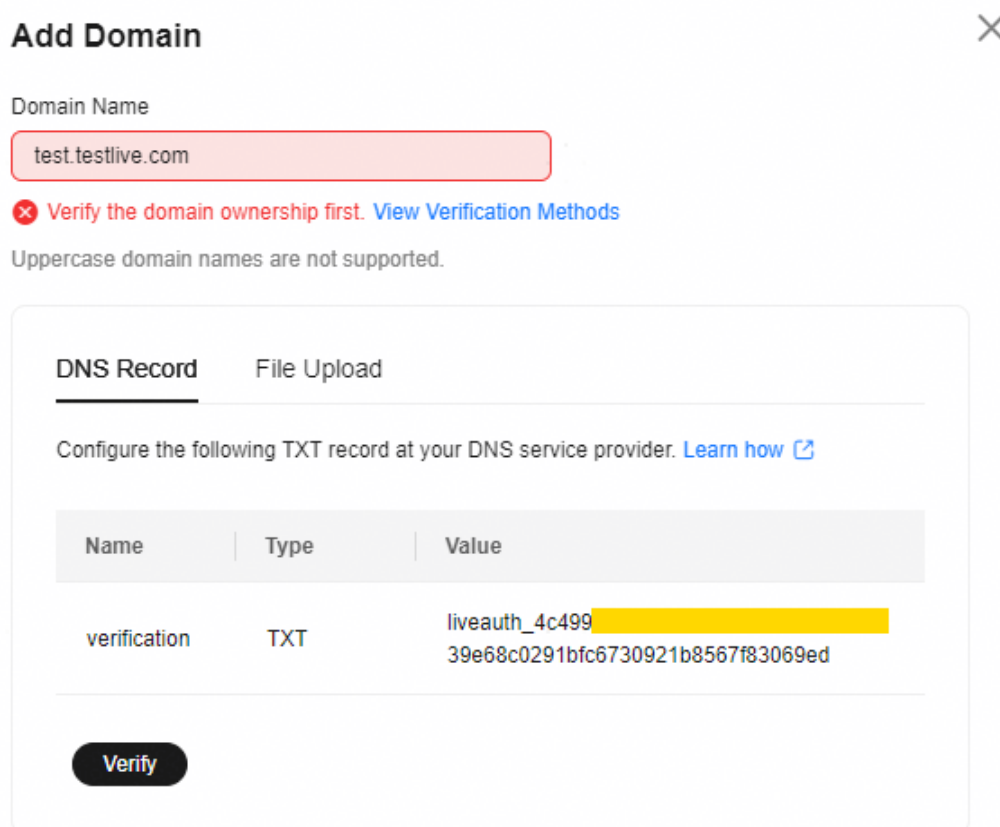 Add Domain
Domain Name
test.testlive.com
Verify the domain ownership first. View Verification Methods
Uppercase domain names are not supported.
DNS Record File Upload
Configure the following TXT record at your DNS service provider. Learn how
Name Type Value
verification TXT liveauth_4c499
39e68c0291bfc6730921b8567f83069ed
Verify